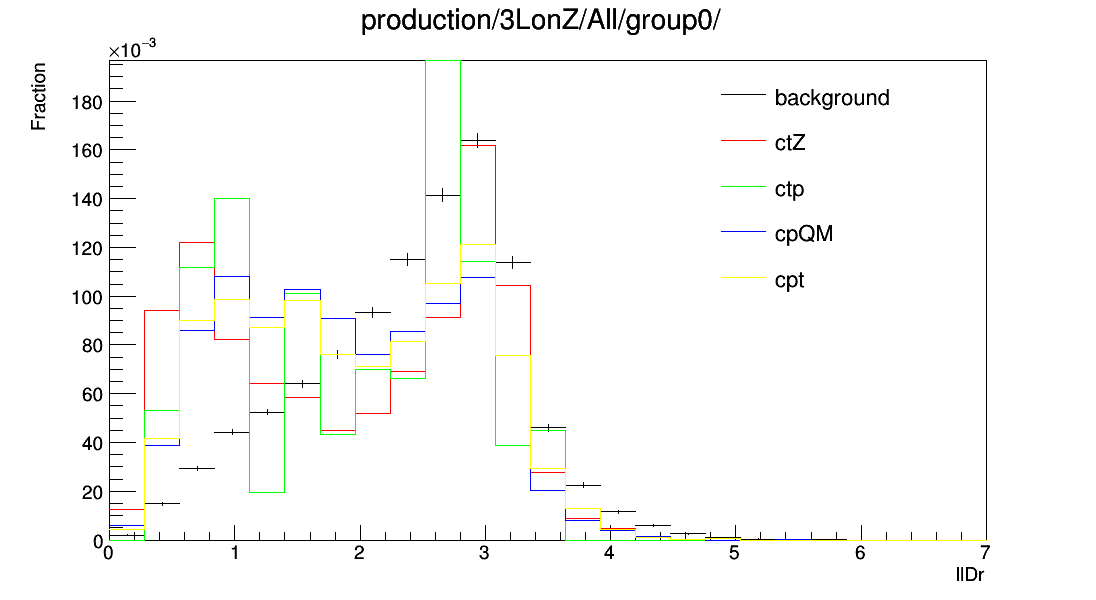 production/3LonZ/All/group0/
×10⁻³
Fraction
180
160
140
120
100
80
60
40
20
0
0 1 2 3 4 5 6 7
llDr
background
ctZ
ctp
cpQM
cpt